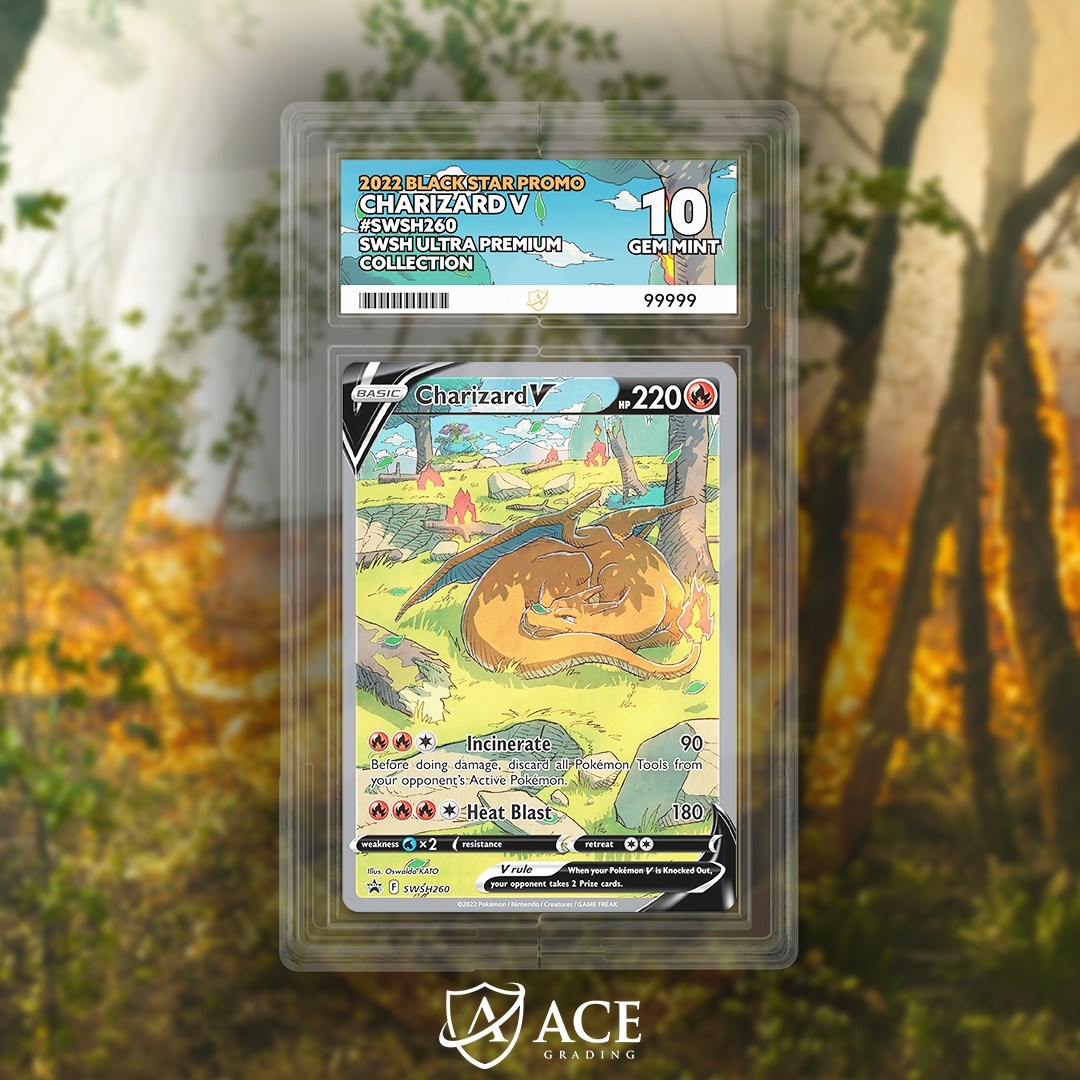 2022 BLACK STAR PROMO
CHARIZARD V
#SWSH260
SWSH ULTRA PREMIUM
COLLECTION
10
GEM MINT
99999
BASIC
Charizard V
HP 220
Incinerate 90
Before doing damage, discard all Pokémon Tools from
your opponent's Active Pokémon.
Heat Blast 180
weakness ×2 resistance retreat
Illus. Oswaldo KATO
V rule When your Pokémon V is Knocked Out,
your opponent takes 2 Prize cards.
F SWSH260
©2022 Pokémon / Nintendo / Creatures / GAME FREAK
A ACE
GRADING